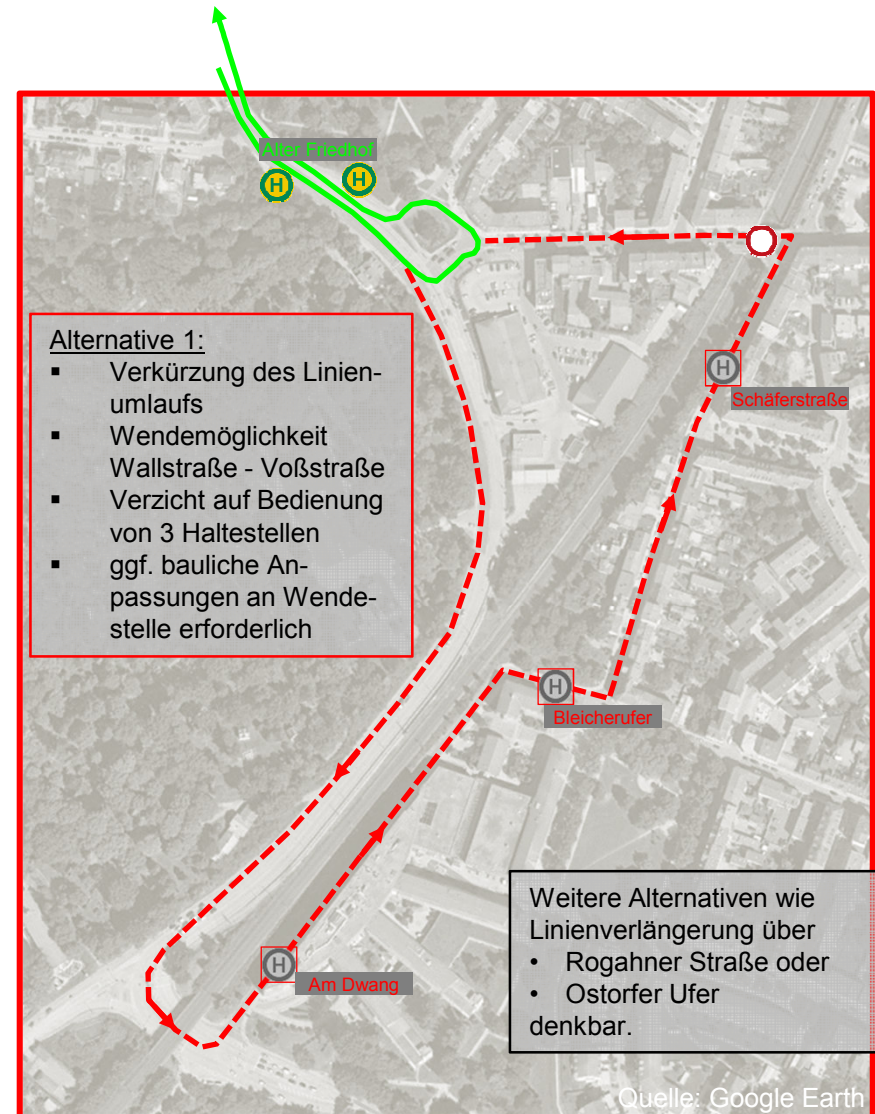 Alter Friedhof
H
H
Alternative 1:
▪ Verkürzung des Linien-
umlaufs
▪ Wendemöglichkeit
Wallstraße - Voßstraße
▪ Verzicht auf Bedienung
von 3 Haltestellen
▪ ggf. bauliche An-
passungen an Wende-
stelle erforderlich
H
Schäferstraße
H
Bleicherufer
H
Am Dwang
Weitere Alternativen wie
Linienverlängerung über
• Rogahner Straße oder
• Ostorfer Ufer
denkbar.
Quelle: Google Earth